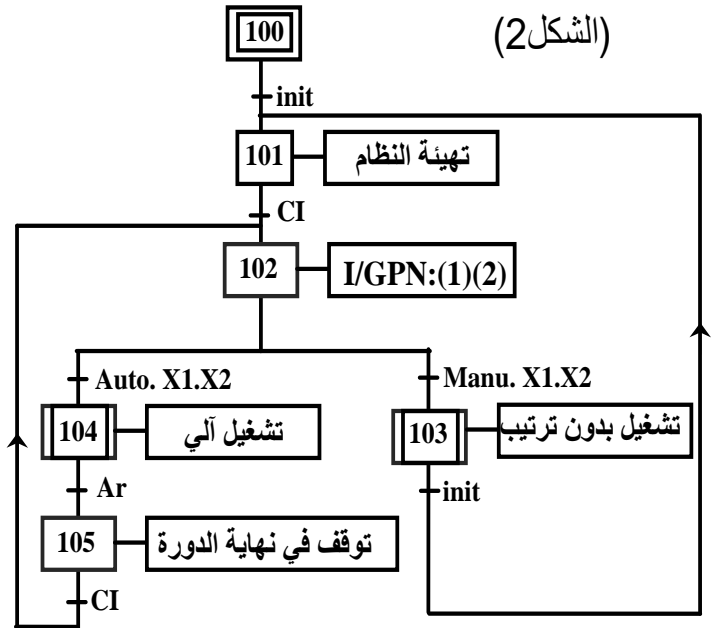 (الشكل2)
100
init
101
تهيئة النظام
CI
102
I/GPN:(1)(2)
Auto. X1.X2
Manu. X1.X2
104
تشغيل آلي
103
تشغيل بدون ترتيب
Ar
init
105
توقف في نهاية الدورة
CI